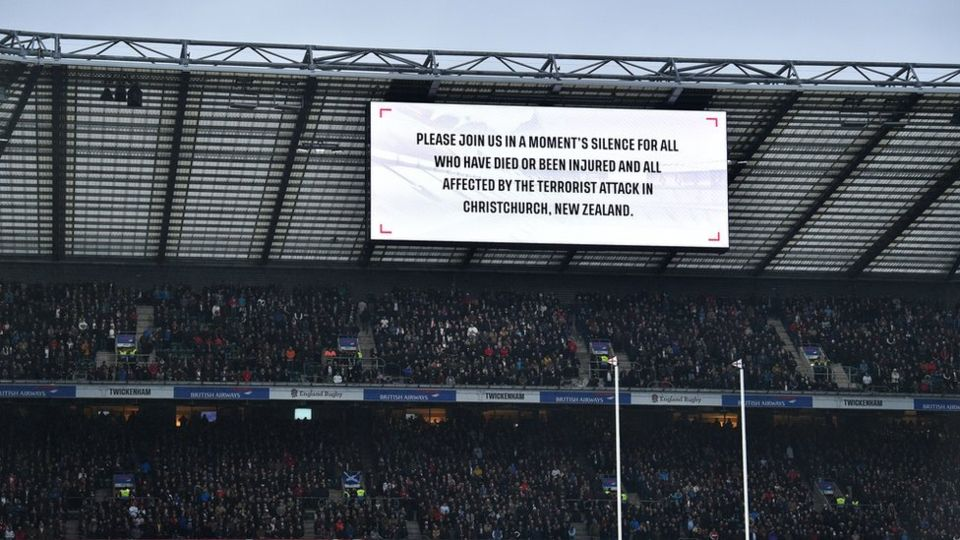 PLEASE JOIN US IN A MOMENT'S SILENCE FOR ALL
WHO HAVE DIED OR BEEN INJURED AND ALL
AFFECTED BY THE TERRORIST ATTACK IN
CHRISTCHURCH, NEW ZEALAND.
BRITISH AIRWAYS TWICKENHAM BRITISH AIRWAYS England Rugby BRITISH AIRWAYS TWICKENHAM BRITISH AIRWAYS England Rugby BRITISH AIRWAYS TWICKENHAM BRITISH AIRWAYS